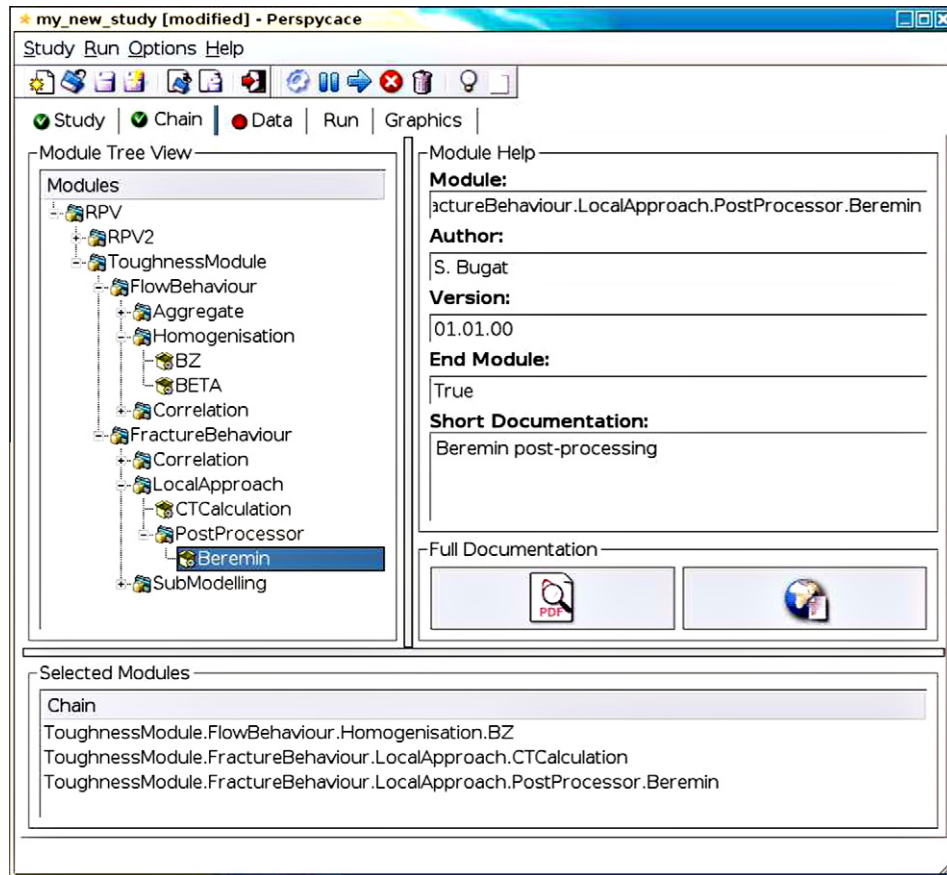 my_new_study [modified] - Perspycace
Study Run Options Help
Study Chain Data Run Graphics
Module Tree View
Modules
RPV
RPV2
ToughnessModule
FlowBehaviour
Aggregate
Homogenisation
BZ
BETA
Correlation
FractureBehaviour
Correlation
LocalApproach
CTCalculation
PostProcessor
Beremin
SubModelling
Module Help
Module:
actureBehaviour.LocalApproach.PostProcessor.Beremin
Author:
S. Bugat
Version:
01.01.00
End Module:
True
Short Documentation:
Beremin post-processing
Full Documentation
PDF
Selected Modules
Chain
ToughnessModule.FlowBehaviour.Homogenisation.BZ
ToughnessModule.FractureBehaviour.LocalApproach.CTCalculation
ToughnessModule.FractureBehaviour.LocalApproach.PostProcessor.Beremin